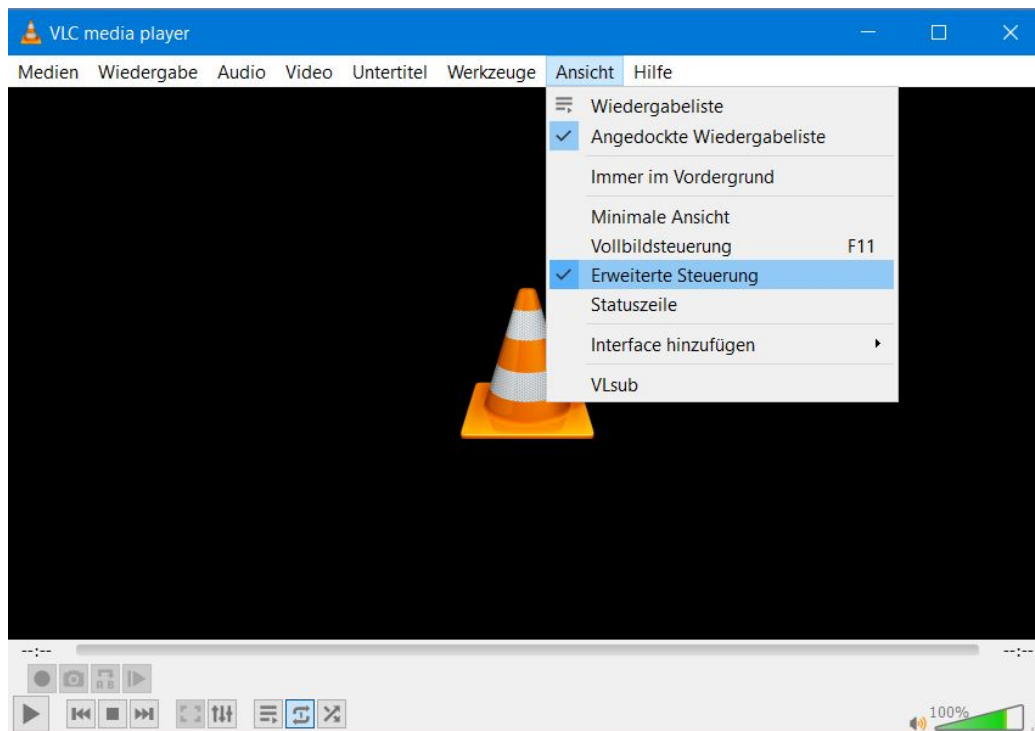 VLC media player
Medien Wiedergabe Audio Video Untertitel Werkzeuge Ansicht Hilfe
Wiedergabeliste
Angedockte Wiedergabeliste
Immer im Vordergrund
Minimale Ansicht
Vollbildsteuerung F11
Erweiterte Steuerung
Statuszeile
Interface hinzufügen
VLsub
--:-- --:--
A B
100%